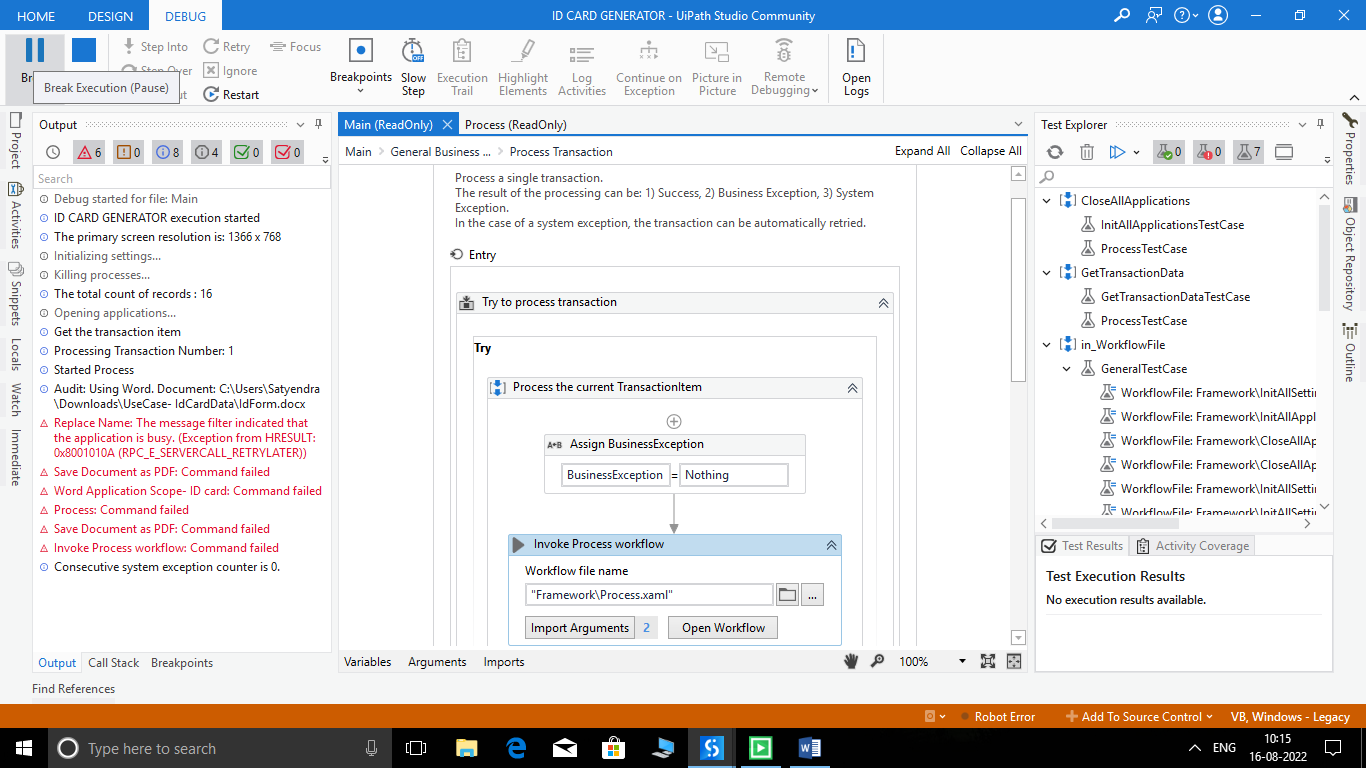 HOME DESIGN DEBUG
ID CARD GENERATOR - UiPath Studio Community
Step Into Retry Focus
Ignore
Restart
Break Execution (Pause)
Breakpoints
Slow Step
Execution Trail
Highlight Elements
Log Activities
Continue on Exception
Picture in Picture
Remote Debugging
Open Logs
Project
Activities
Snippets
Locals
Watch
Immediate
Output
6 0 8 4 0 0
Search
Debug started for file: Main
ID CARD GENERATOR execution started
The primary screen resolution is: 1366 x 768
Initializing settings...
Killing processes...
The total count of records : 16
Opening applications...
Get the transaction item
Processing Transaction Number: 1
Started Process
Audit: Using Word. Document: C:\Users\Satyendra
\Downloads\UseCase- IdCardData\IdForm.docx
Replace Name: The message filter indicated that
the application is busy. (Exception from HRESULT:
0x8001010A (RPC_E_SERVERCALL_RETRYLATER))
Save Document as PDF: Command failed
Word Application Scope- ID card: Command failed
Process: Command failed
Save Document as PDF: Command failed
Invoke Process workflow: Command failed
Consecutive system exception counter is 0.
Output Call Stack Breakpoints
Find References
Main (ReadOnly) Process (ReadOnly)
Main > General Business ... > Process Transaction
Expand All Collapse All
Process a single transaction.
The result of the processing can be: 1) Success, 2) Business Exception, 3) System
Exception.
In the case of a system exception, the transaction can be automatically retried.
Entry
Try to process transaction
Try
Process the current TransactionItem
A*B Assign BusinessException
BusinessException = Nothing
Invoke Process workflow
Workflow file name
"Framework\Process.xaml" ...
Import Arguments 2 Open Workflow
Variables Arguments Imports
100%
Test Explorer
0 0 7
CloseAllApplications
InitAllApplicationsTestCase
ProcessTestCase
GetTransactionData
GetTransactionDataTestCase
ProcessTestCase
in_WorkflowFile
GeneralTestCase
WorkflowFile: Framework\InitAllSettin
WorkflowFile: Framework\InitAllAppl
WorkflowFile: Framework\CloseAllAp
WorkflowFile: Framework\CloseAllAp
WorkflowFile: Framework\InitAllSettin
WorkflowFile: Framework\InitAllSettin
Test Results Activity Coverage
Test Execution Results
No execution results available.
Properties
Object Repository
Outline
Robot Error
Add To Source Control
VB, Windows - Legacy
Type here to search
ENG
10:15
16-08-2022